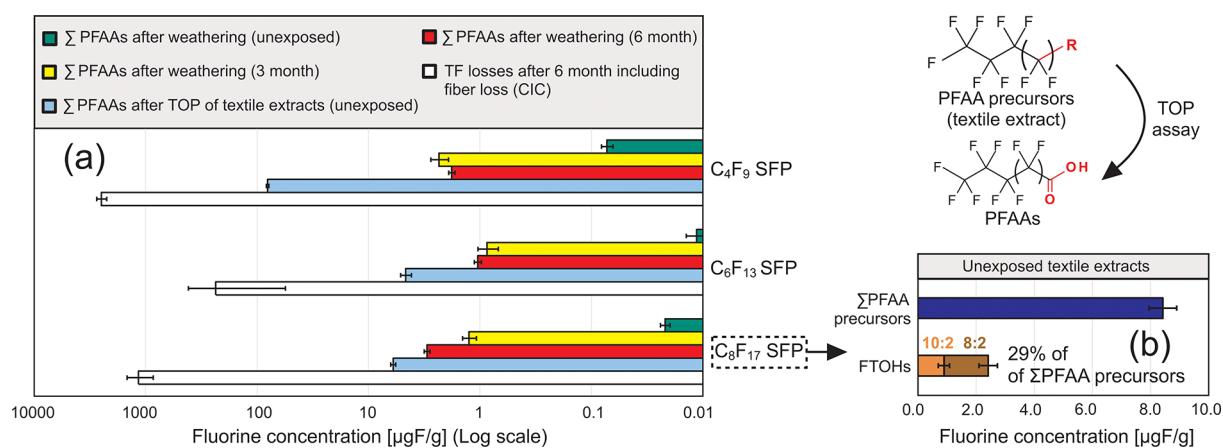 ∑ PFAAs after weathering (unexposed)
∑ PFAAs after weathering (6 month)
∑ PFAAs after weathering (3 month)
TF losses after 6 month including
fiber loss (CIC)
∑ PFAAs after TOP of textile extracts (unexposed)
(a)
C₄F₉ SFP
C₆F₁₃ SFP
C₈F₁₇ SFP
10000 1000 100 10 1 0.1 0.01
Fluorine concentration [µgF/g] (Log scale)
F F F F R
F
F F F F
PFAA precursors
(textile extract)
TOP
assay
F F F F OH
F
F F F F O
PFAAs
Unexposed textile extracts
∑PFAA
precursors
10:2 8:2
FTOHs
29% of
of ∑PFAA precursors
(b)
0.0 2.0 4.0 6.0 8.0 10.0
Fluorine concentration [µgF/g]